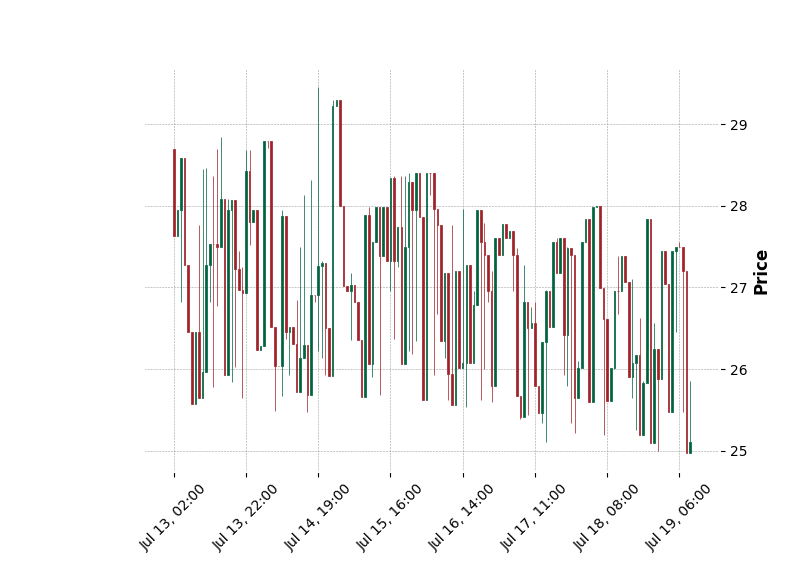 29
28
27
26
25
Price
Jul 13, 02:00
Jul 13, 22:00
Jul 14, 19:00
Jul 15, 16:00
Jul 16, 14:00
Jul 17, 11:00
Jul 18, 08:00
Jul 19, 06:00